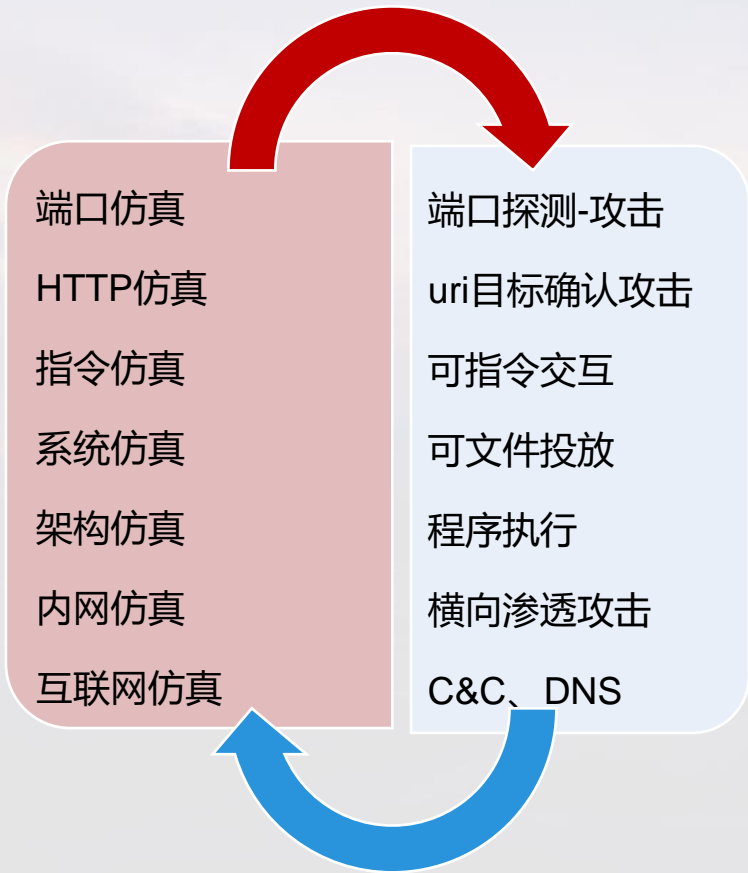 端口仿真
HTTP仿真
指令仿真
系统仿真
架构仿真
内网仿真
互联网仿真
端口探测-攻击
uri目标确认攻击
可指令交互
可文件投放
程序执行
横向渗透攻击
C&C、DNS